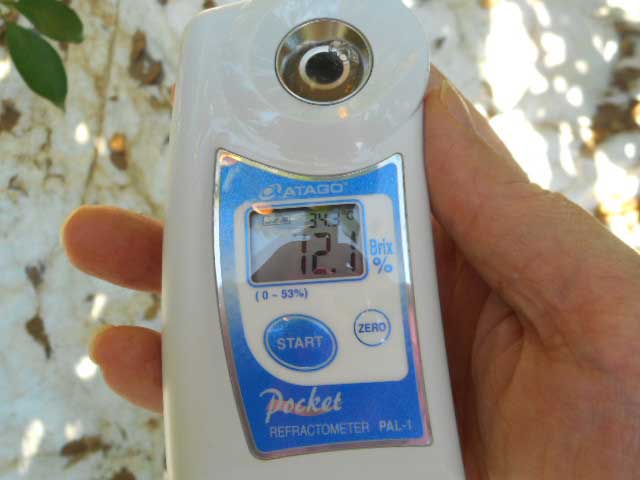 ATAGO®
34.3 °C
12.1 Brix %
( 0 ~ 53%)
START ZERO
Pocket
REFRACTOMETER PAL-1